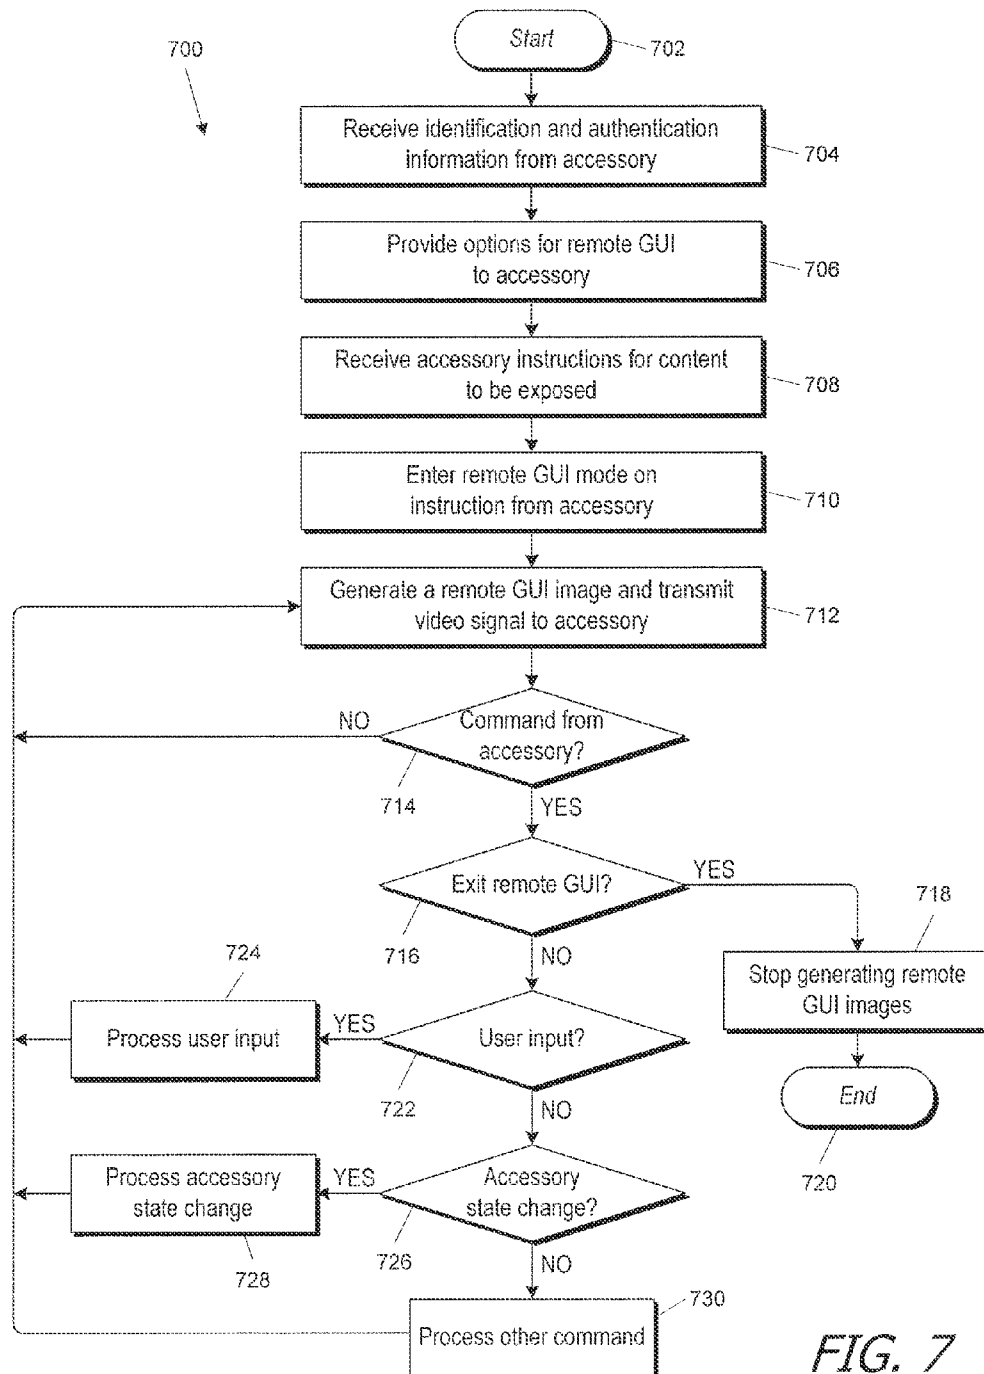 Start
702
700
Receive identification and authentication
information from accessory
704
Provide options for remote GUI
to accessory
706
Receive accessory instructions for content
to be exposed
708
Enter remote GUI mode on
instruction from accessory
710
Generate a remote GUI image and transmit
video signal to accessory
712
NO
Command from
accessory?
714
YES
Exit remote GUI?
YES
716
718
NO
Stop generating remote
GUI images
724
Process user input
YES
User input?
722
NO
End
720
Process accessory
state change
YES
Accessory
state change?
728
726
NO
730
Process other command
FIG. 7